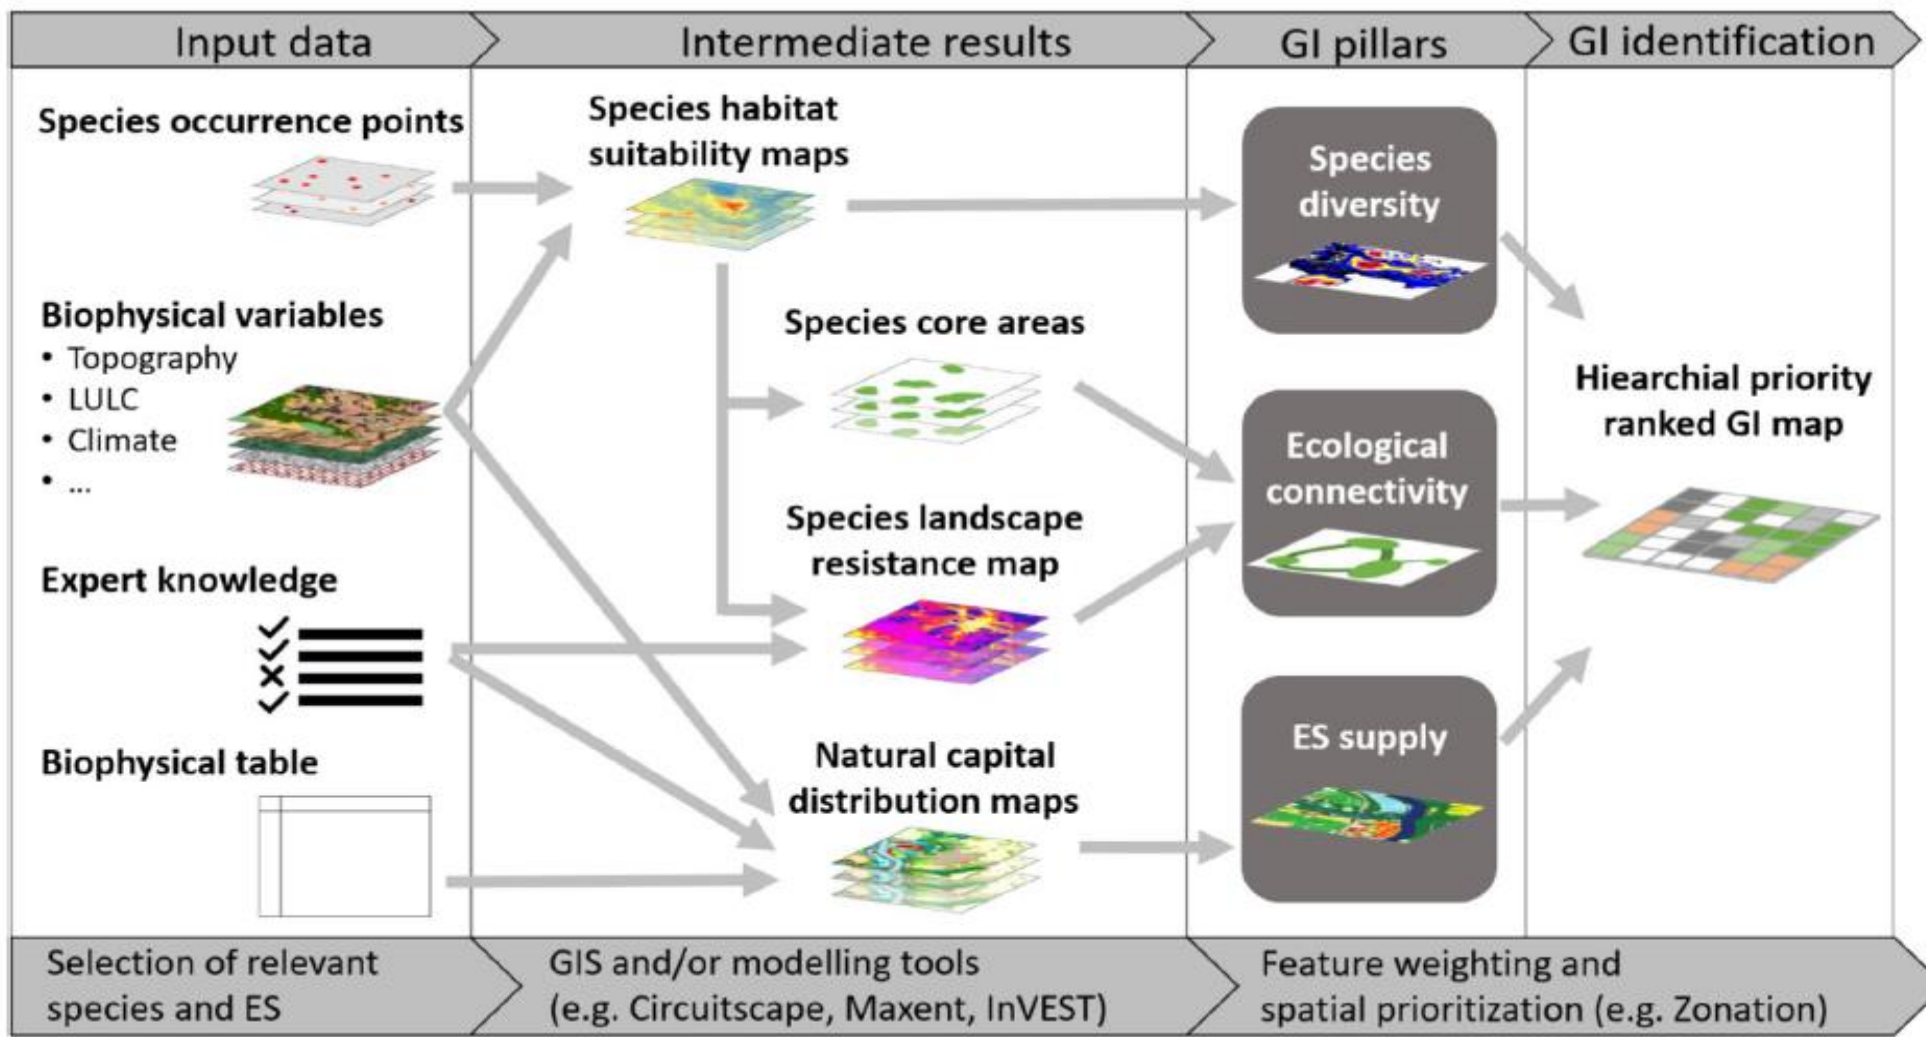 Input data
Intermediate results
GI pillars
GI identification
Species occurrence points
Biophysical variables
• Topography
• LULC
• Climate
• ...
Expert knowledge
Biophysical table
Species habitat
suitability maps
Species core areas
Species landscape
resistance map
Natural capital
distribution maps
Species
diversity
Ecological
connectivity
ES supply
Hiearchial priority
ranked GI map
Selection of relevant
species and ES
GIS and/or modelling tools
(e.g. Circuitscape, Maxent, InVEST)
Feature weighting and
spatial prioritization (e.g. Zonation)